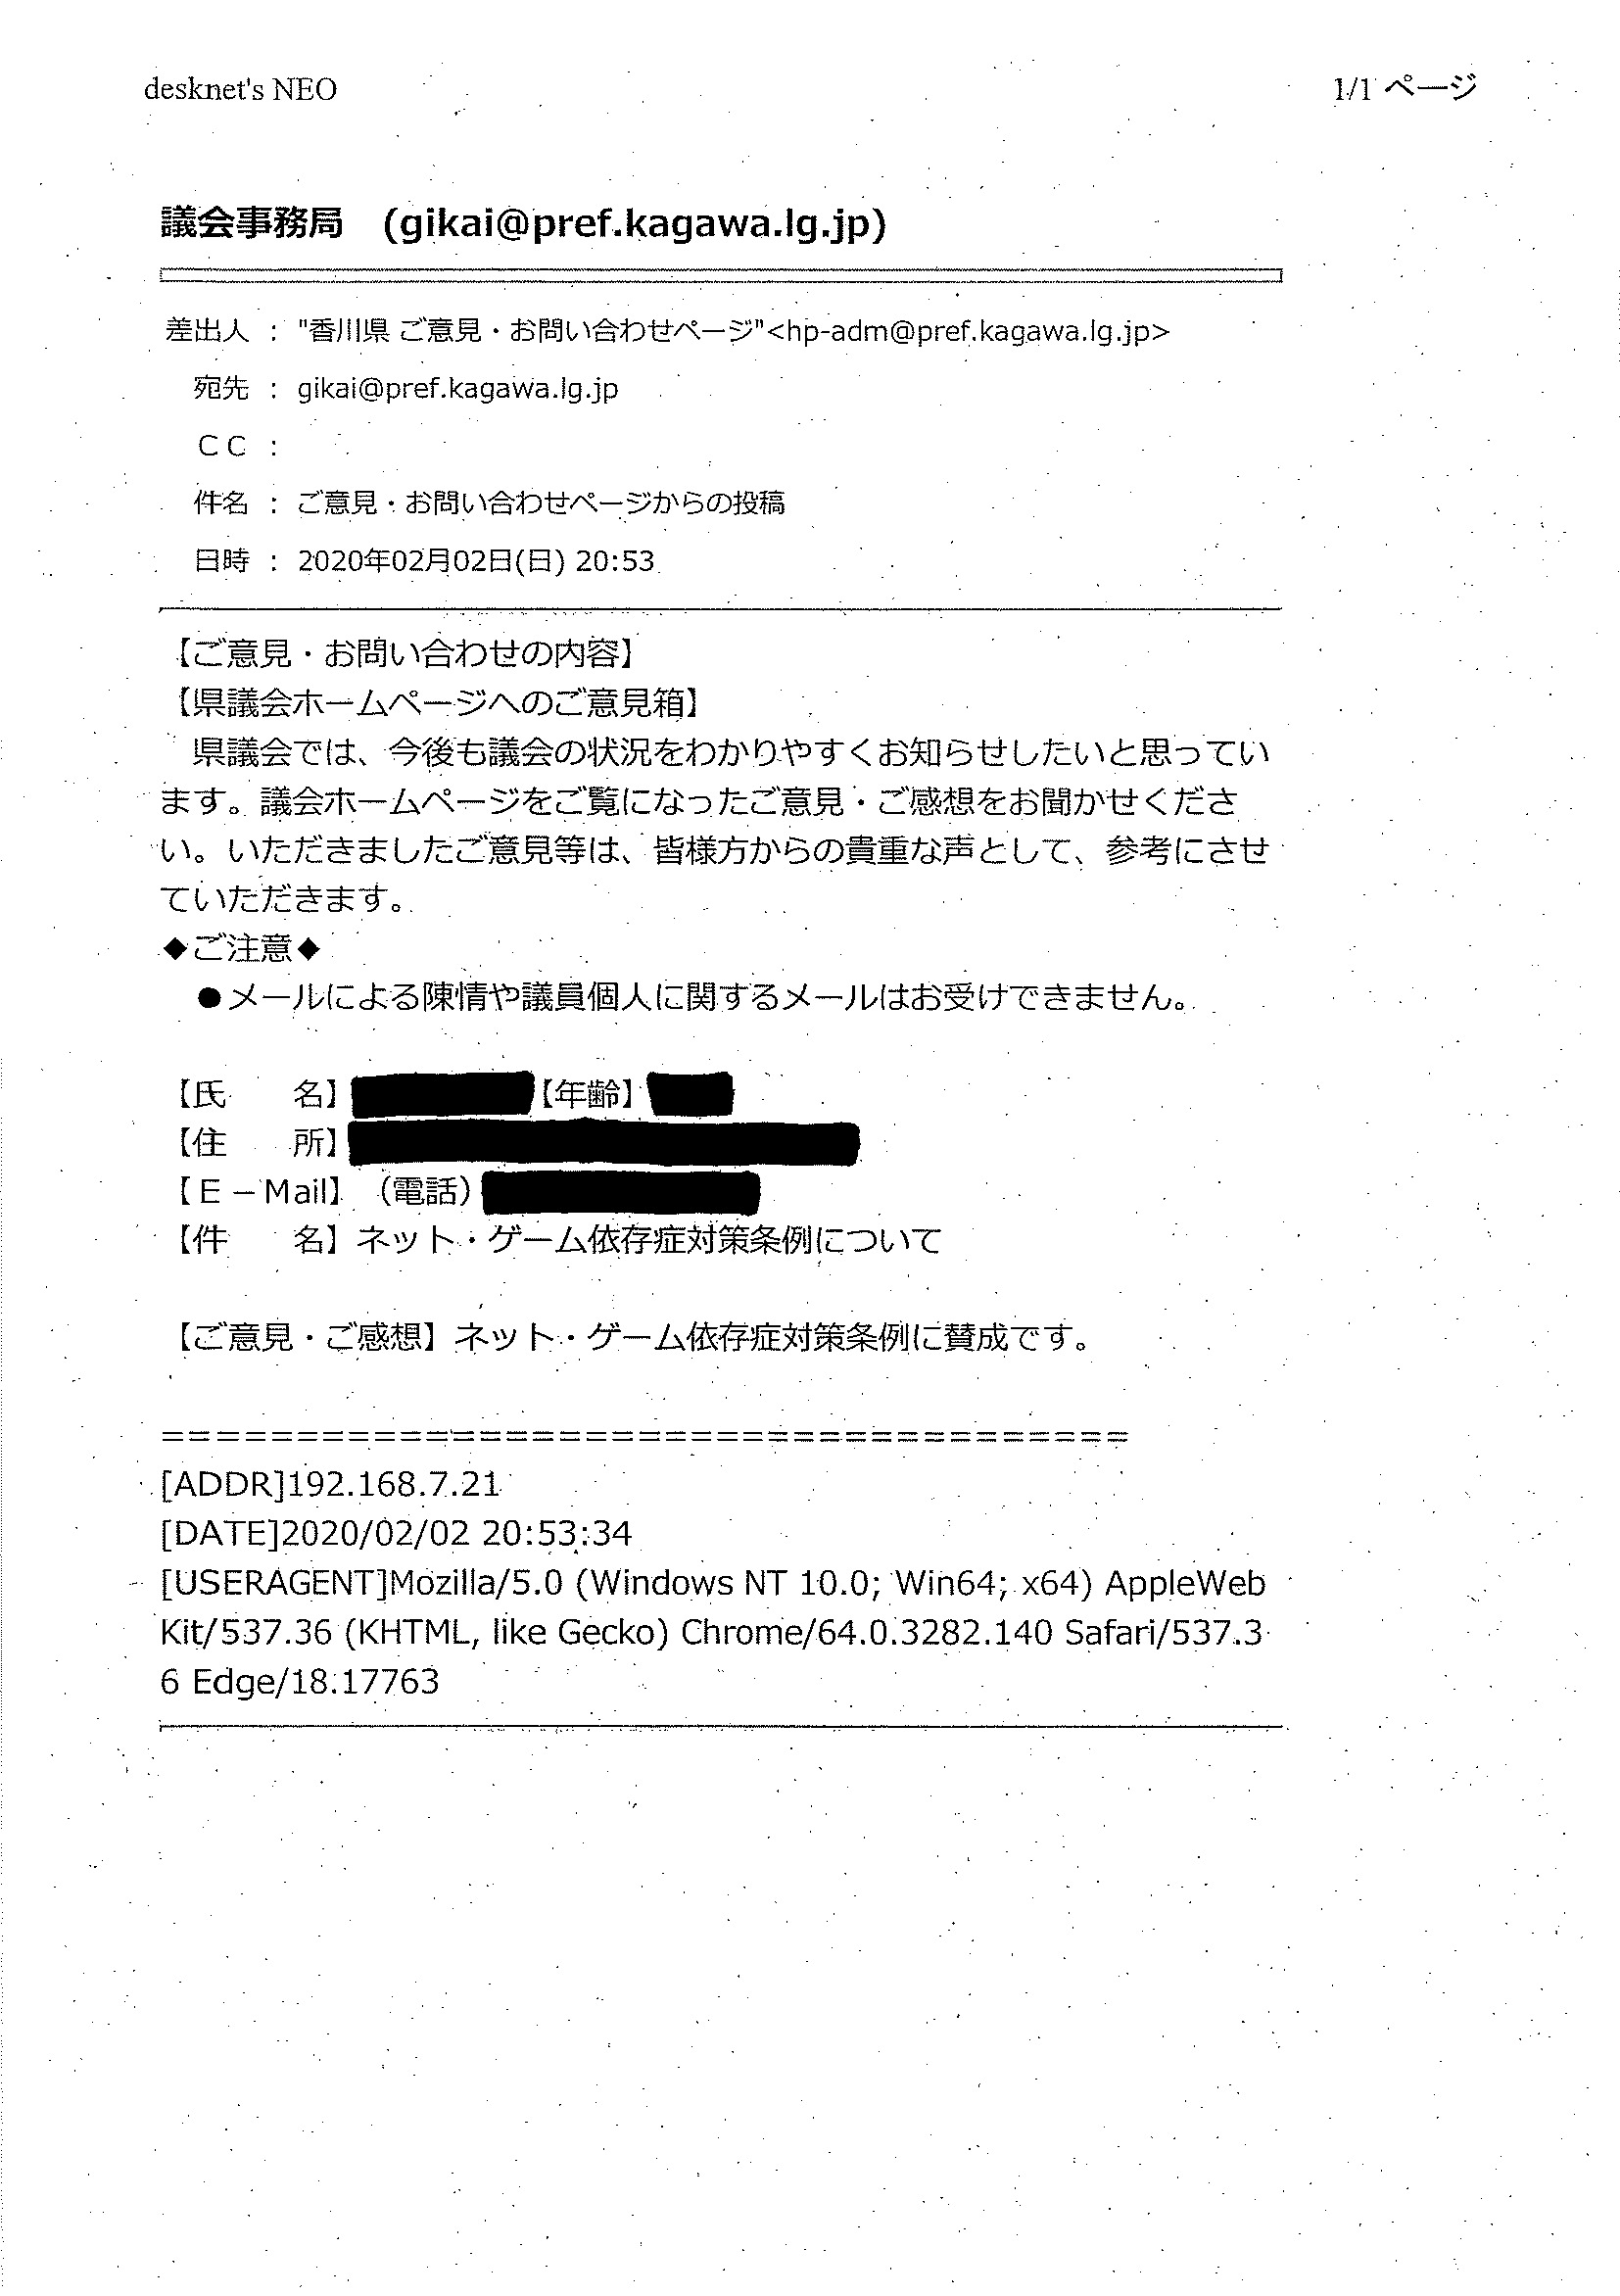 desknet's NEO
1/1 ページ
議会事務局　(gikai@pref.kagawa.lg.jp)
差出人 : "香川県 ご意見・お問い合わせページ"<hp-adm@pref.kagawa.lg.jp>
宛先 : gikai@pref.kagawa.lg.jp
ＣＣ :
件名 : ご意見・お問い合わせページからの投稿
日時 : 2020年02月02日(日) 20:53
【ご意見・お問い合わせの内容】
【県議会ホームページへのご意見箱】
　県議会では、今後も議会の状況をわかりやすくお知らせしたいと思ってい
ます。議会ホームページをご覧になったご意見・ご感想をお聞かせくださ
い。いただきましたご意見等は、皆様方からの貴重な声として、参考にさせ
ていただきます。
◆ご注意◆
　●メールによる陳情や議員個人に関するメールはお受けできません。
【氏　　名】【年齢】
【住　　所】
【Ｅ－Mail】（電話）
【件　　名】ネット・ゲーム依存症対策条例について
【ご意見・ご感想】ネット・ゲーム依存症対策条例に賛成です。
=====================================
[ADDR]192.168.7.21
[DATE]2020/02/02 20:53:34
[USERAGENT]Mozilla/5.0 (Windows NT 10.0; Win64; x64) AppleWeb
Kit/537.36 (KHTML, like Gecko) Chrome/64.0.3282.140 Safari/537.3
6 Edge/18.17763